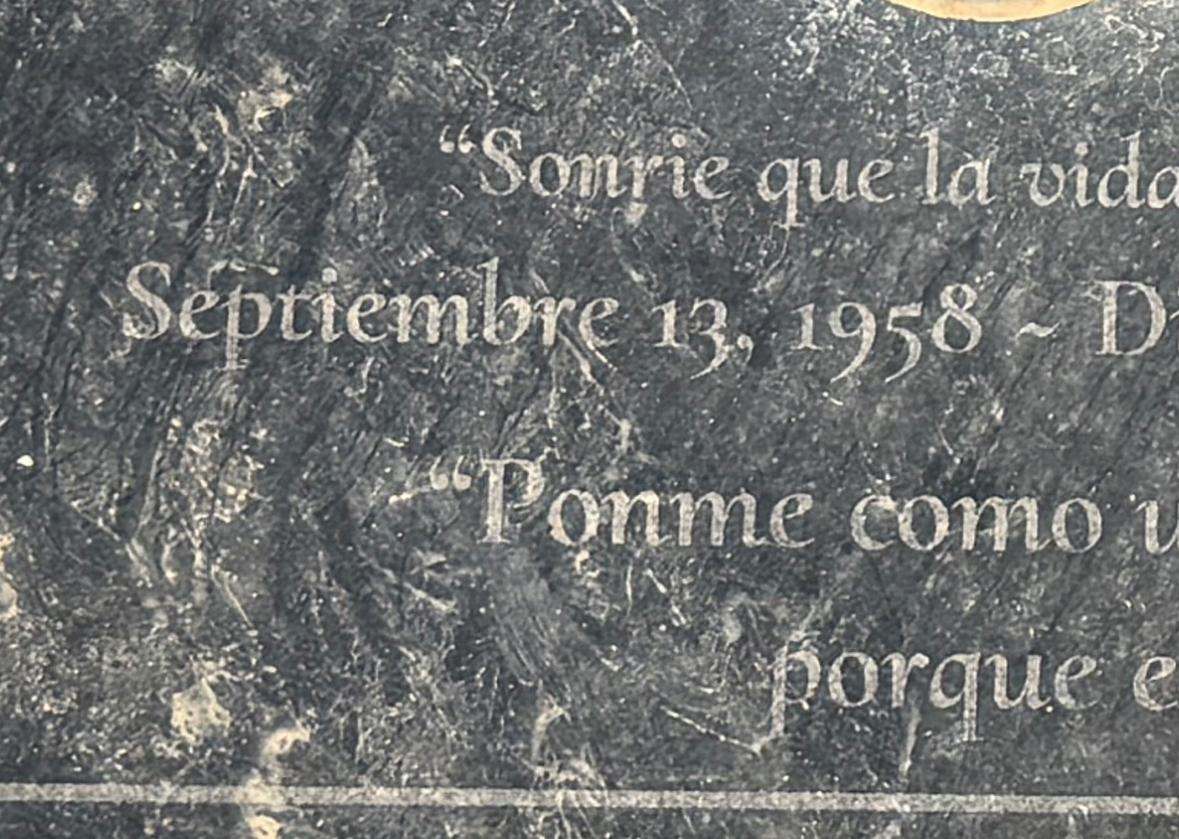 “Sonrie que la vida
Septiembre 13, 1958 ~
“Ponme como
porque